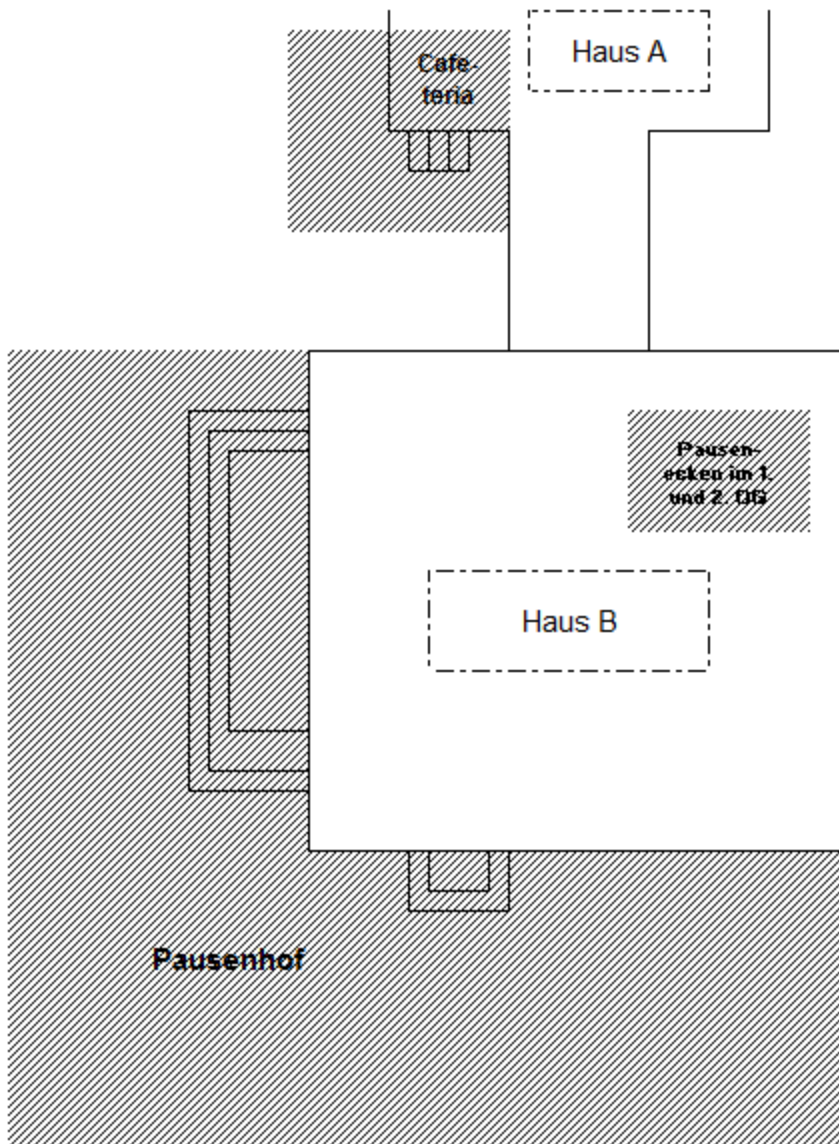 Cafe-
teria
Haus A
Pausen-
ecken im 1.
und 2. OG
Haus B
Pausenhof